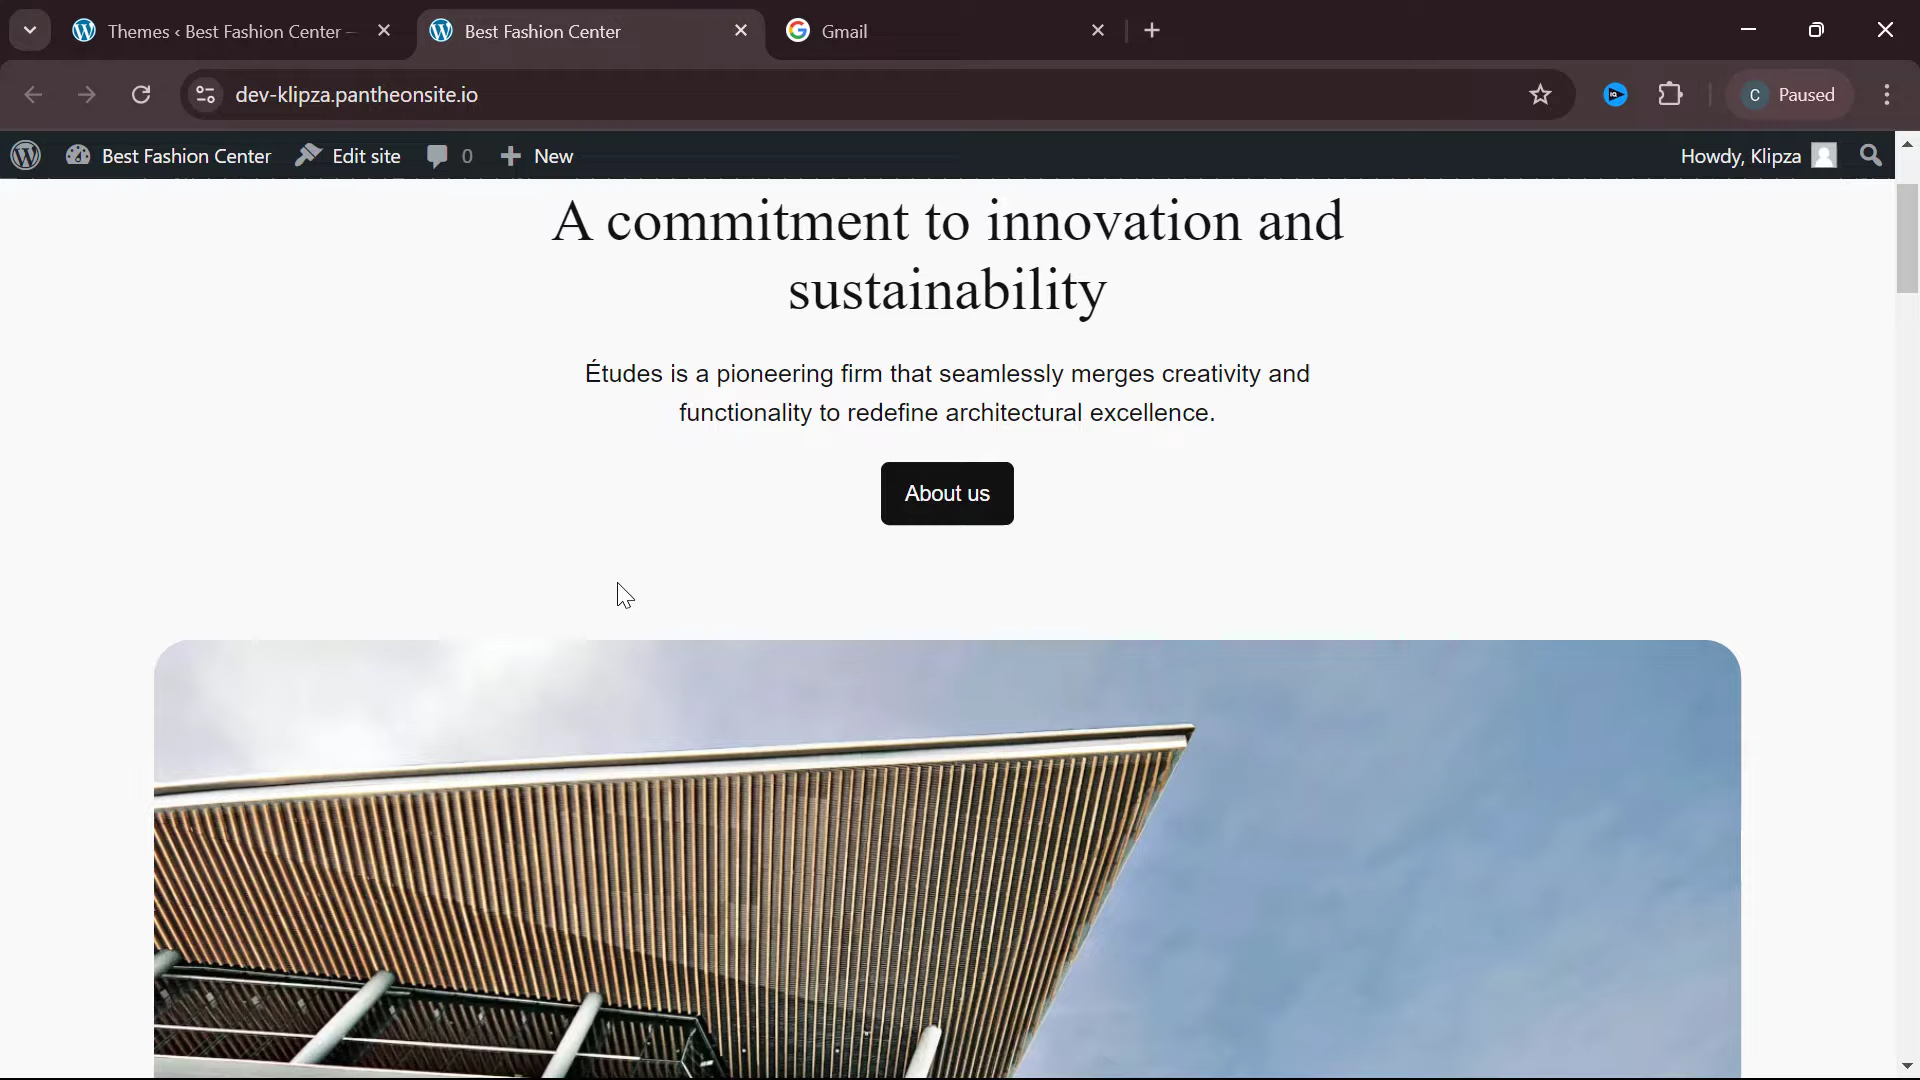 Themes ‹ Best Fashion Center —
Best Fashion Center
Gmail
dev-klipza.pantheonsite.io
C
Paused
Best Fashion Center
Edit site
0
New
Howdy, Klipza
A commitment to innovation and
sustainability
Études is a pioneering firm that seamlessly merges creativity and
functionality to redefine architectural excellence.
About us